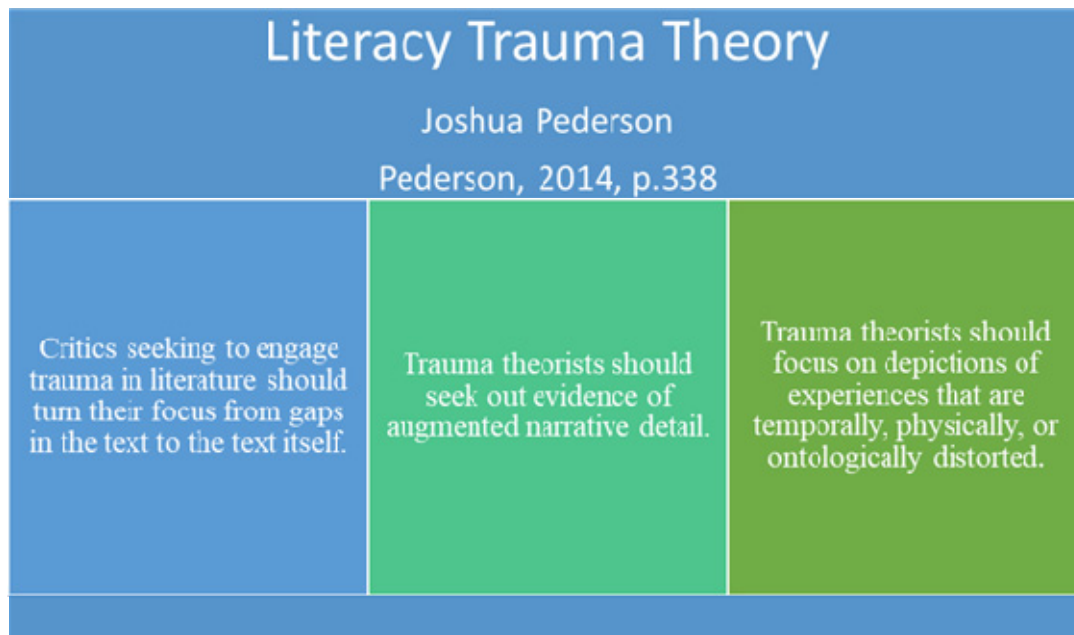 Literacy Trauma Theory
Joshua Pederson
Pederson, 2014, p.338
Critics seeking to engage
trauma in literature should
turn their focus from gaps
in the text to the text itself.
Trauma theorists should
seek out evidence of
augmented narrative detail.
Trauma theorists should
focus on depictions of
experiences that are
temporally, physically, or
ontologically distorted.